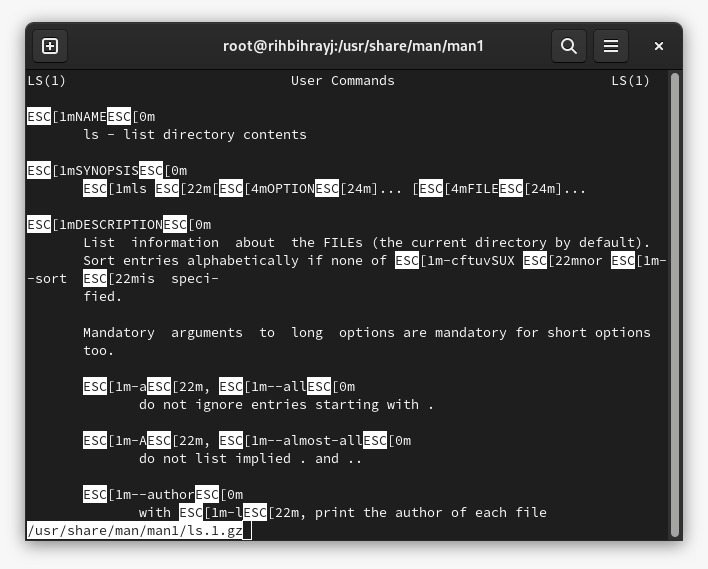 root@rihbihrayj:/usr/share/man/man1
LS(1) User Commands LS(1)
ESC[1mNAMEESC[0m
ls - list directory contents
ESC[1mSYNOPSISESC[0m
ESC[1mls ESC[22m[ESC[4mOPTIONESC[24m]... [ESC[4mFILEESC[24m]...
ESC[1mDESCRIPTIONESC[0m
List information about the FILEs (the current directory by default).
Sort entries alphabetically if none of ESC[1m-cftuvSUX ESC[22mnor ESC[1m-
-sort ESC[22mis speci-
fied.
Mandatory arguments to long options are mandatory for short options
too.
ESC[1m-aESC[22m, ESC[1m--allESC[0m
do not ignore entries starting with .
ESC[1m-AESC[22m, ESC[1m--almost-allESC[0m
do not list implied . and ..
ESC[1m--authorESC[0m
with ESC[1m-lESC[22m, print the author of each file
/usr/share/man/man1/ls.1.gz